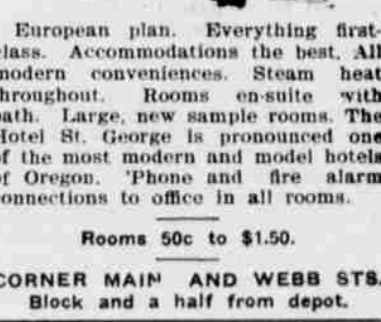 European plan. Everything first-
class. Accommodations the best. All
modern conveniences. Steam heat
throughout. Rooms en-suite with
bath. Large, new sample rooms. The
Hotel St. George is pronounced one
of the most modern and model hotels
of Oregon. 'Phone and fire alarm
connections to office in all rooms.
Rooms 50c to $1.50.
CORNER MAIN AND WEBB STS.
Block and a half from depot.